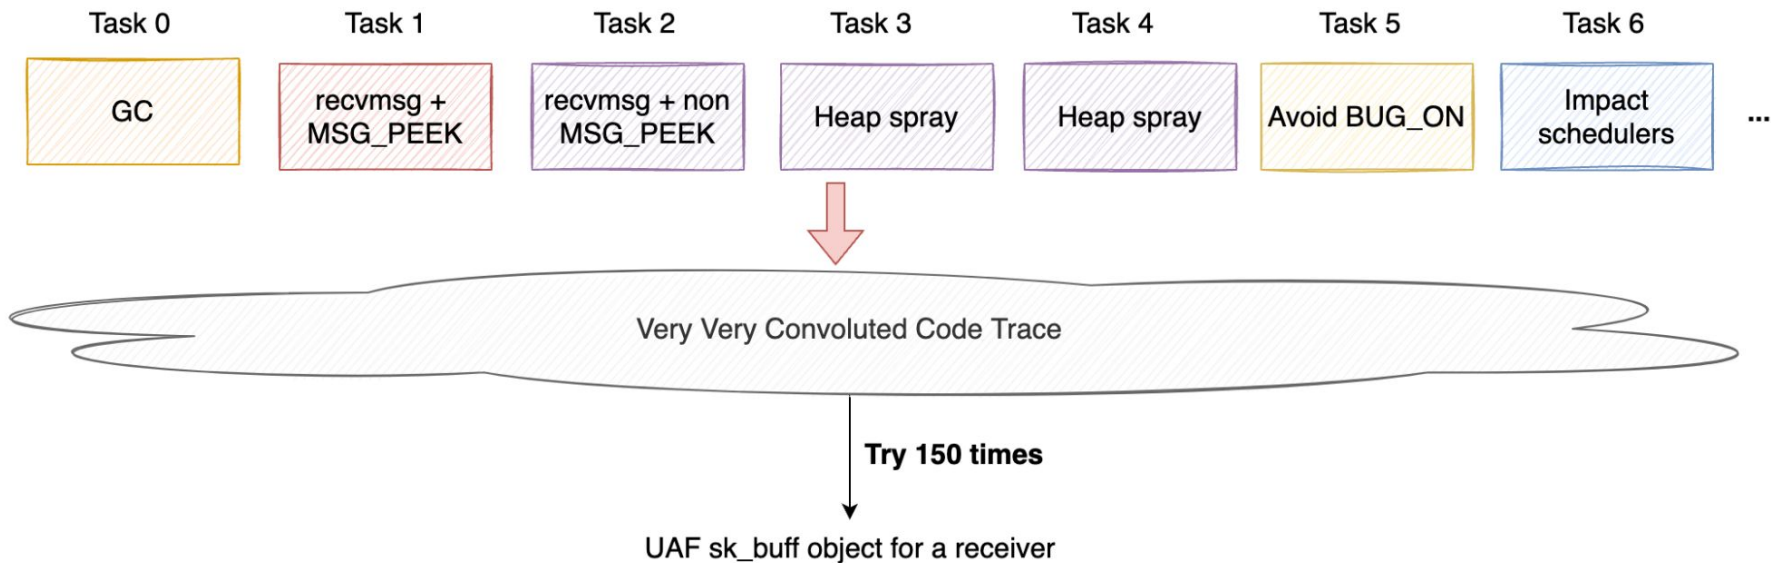 Task 0
Task 1
Task 2
Task 3
Task 4
Task 5
Task 6
GC
recvmsg +
MSG_PEEK
recvmsg + non
MSG_PEEK
Heap spray
Heap spray
Avoid BUG_ON
Impact
schedulers
...
Very Very Convoluted Code Trace
Try 150 times
UAF sk_buff object for a receiver